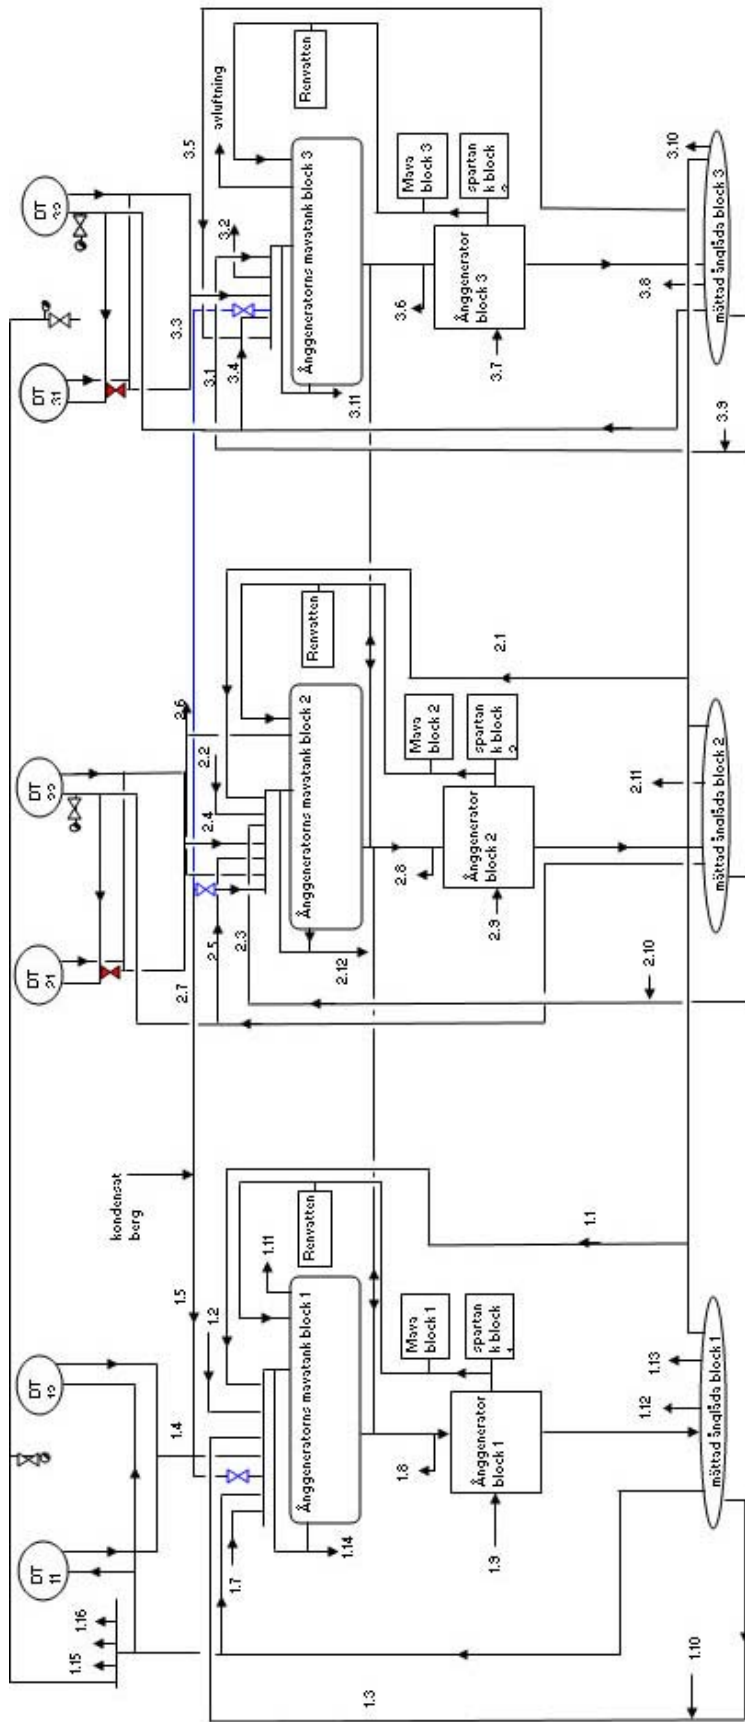 DT
11
DT
12
DT
21
DT
22
DT
31
DT
32
1.15
1.16
1.3
1.10
1.7
1.4
1.5
1.2
kondensat
berg
Ånggeneratorns mavatank block 1
1.14
1.11
Renvatten
1.8
1.9
Ånggenerator
block 1
Mava
block 1
spartan
k block
1.1
1.12
1.13
mättad ånglåda block 1
2.7
2.5
2.3
2.4
2.2
2.6
Ånggeneratorns mavatank block 2
2.12
Renvatten
2.8
2.9
2.10
Ånggenerator
block 2
Mava
block 2
spartan
k block
2.1
2.11
mättad ånglåda block 2
3.3
3.1
3.4
3.2
3.5
avluftning
Ånggeneratorns mavatank block 3
3.11
Renvatten
3.6
3.7
Ånggenerator
block 3
Mava
block 3
spartan
k block
3.9
3.8
3.10
mättad ånglåda block 3